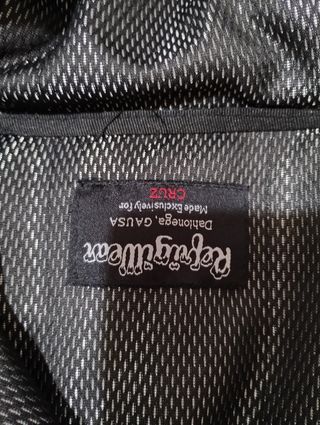 RefrigiWear
Dahlonega, GA USA
Made Exclusively for
CRUZ